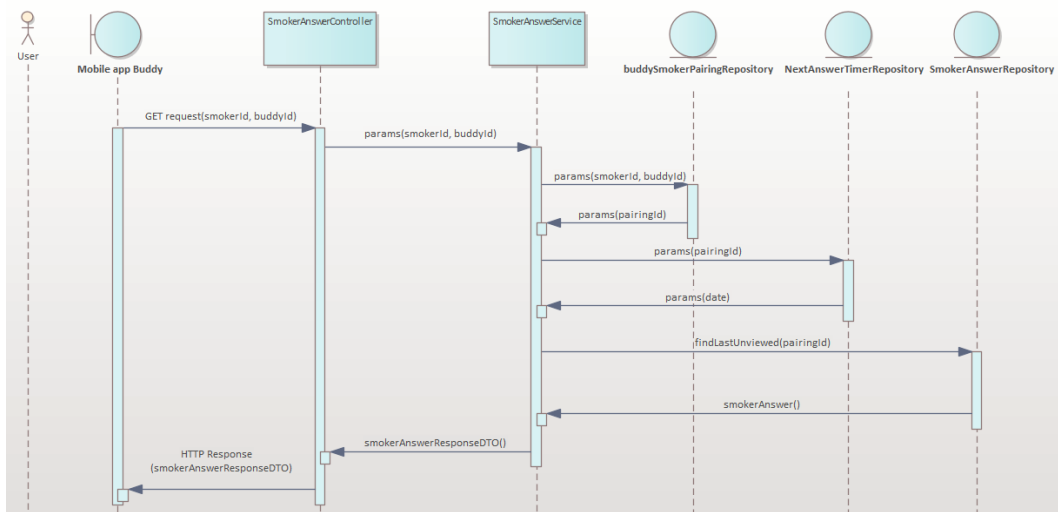 SmokerAnswerController
SmokerAnswerService
User
Mobile app Buddy
buddySmokerPairingRepository
NextAnswerTimerRepository
SmokerAnswerRepository
GET request(smokerId, buddyId)
params(smokerId, buddyId)
params(smokerId, buddyId)
params(pairingId)
params(pairingId)
params(date)
findLastUnviewed(pairingId)
smokerAnswer()
smokerAnswerResponseDTO()
HTTP Response
(smokerAnswerResponseDTO)